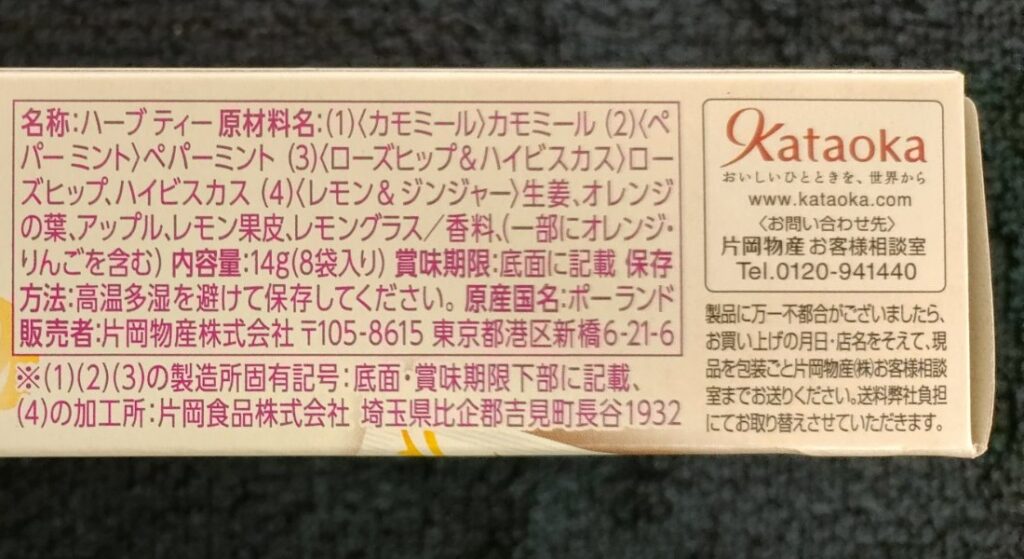 名称:ハーブティー 原材料名:(1)〈カモミール〉カモミール (2)〈ペ
パーミント〉ペパーミント (3)〈ローズヒップ&ハイビスカス〉ロー
ズヒップ、ハイビスカス (4)〈レモン&ジンジャー〉生姜、オレンジ
の葉、アップル、レモン果皮、レモングラス/香料、(一部にオレンジ・
りんごを含む) 内容量:14g(8袋入り) 賞味期限:底面に記載 保存
方法:高温多湿を避けて保存してください。 原産国名:ポーランド
販売者:片岡物産株式会社 〒105-8615 東京都港区新橋6-21-6
※(1)(2)(3)の製造所固有記号:底面・賞味期限下部に記載、
(4)の加工所:片岡食品株式会社 埼玉県比企郡吉見町長谷1932
Kataoka
おいしいひとときを、世界から
www.kataoka.com
〈お問い合わせ先〉
片岡物産 お客様相談室
Tel.0120-941440
製品に万一不都合がございましたら、
お買い上げの月日・店名をそえて、現
品を包装ごと片岡物産(株)お客様相談
室までお送りください。送料弊社負担
にてお取り替えさせていただきます。